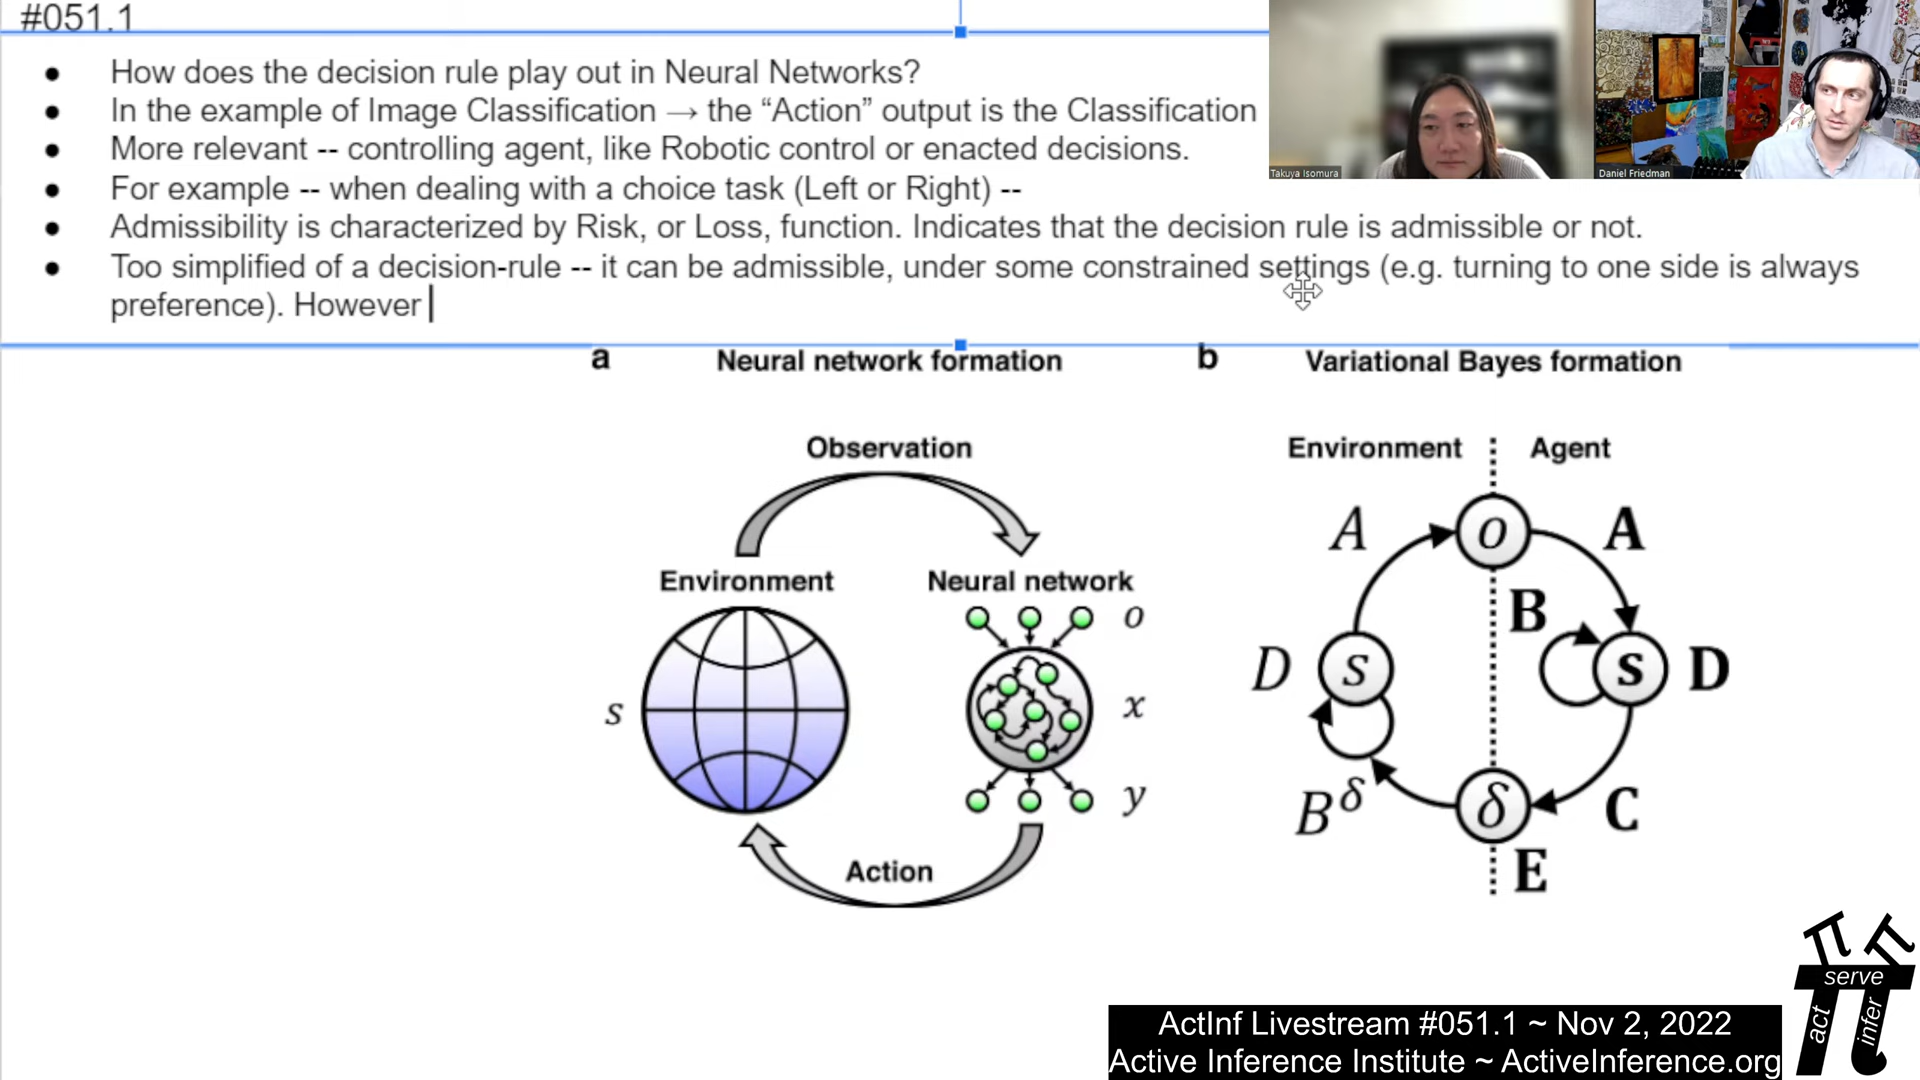 #051.1
● How does the decision rule play out in Neural Networks?
● In the example of Image Classification → the “Action” output is the Classification
● More relevant -- controlling agent, like Robotic control or enacted decisions.
● For example -- when dealing with a choice task (Left or Right) --
● Admissibility is characterized by Risk, or Loss, function. Indicates that the decision rule is admissible or not.
● Too simplified of a decision-rule -- it can be admissible, under some constrained settings (e.g. turning to one side is always
preference). However
Takuya Isomura
Daniel Friedman
a Neural network formation
Observation
Environment
Neural network
s
o
x
y
Action
b Variational Bayes formation
Environment
Agent
A
o
A
B
D
s
s
D
B^δ
δ
C
E
π π
serve
act
infer
π
ActInf Livestream #051.1 ~ Nov 2, 2022
Active Inference Institute ~ ActiveInference.org